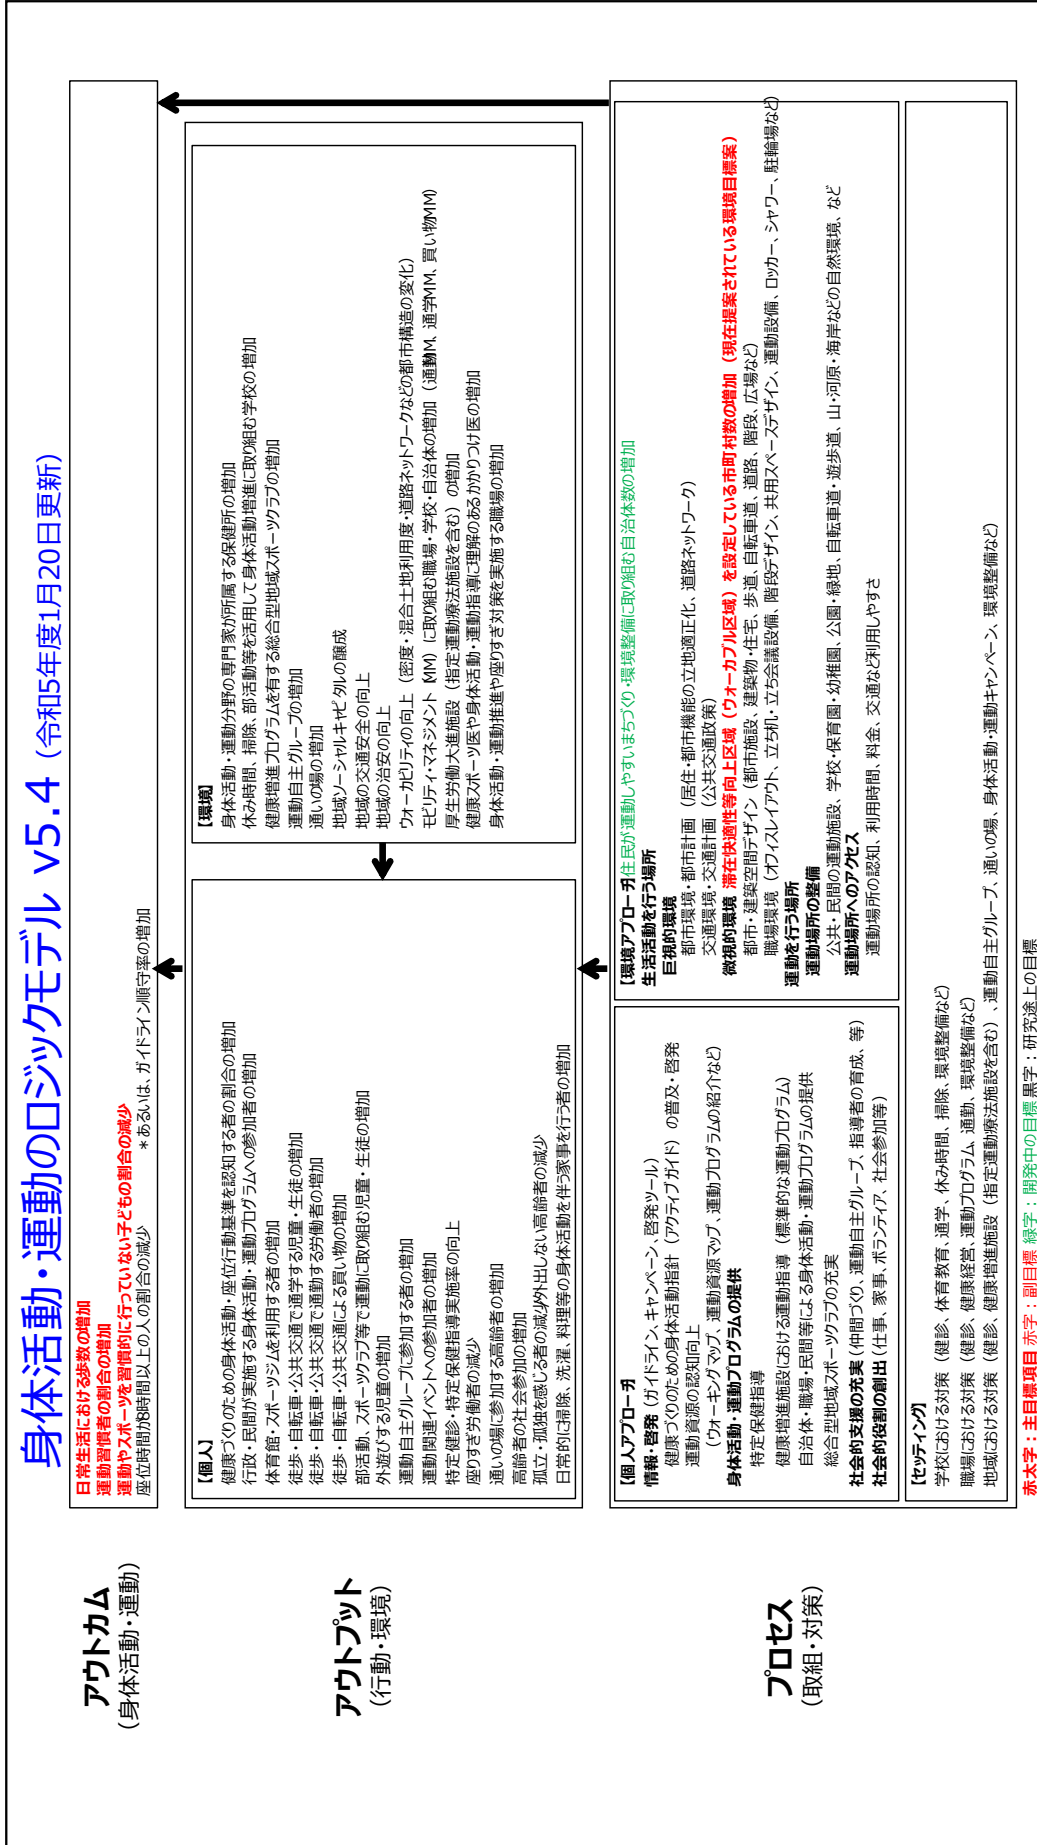 身体活動・運動のロジックモデル v5.4（令和5年度1月20日更新）
アウトカム
（身体活動・運動）
日常生活における歩数の増加
運動習慣者の割合の増加
運動やスポーツを習慣的に行っていない子どもの割合の減少
座位時間が8時間以上の人の割合の減少　＊あるいは、ガイドライン順守率の増加
アウトプット
（行動・環境）
【個人】
健康づくりのための身体活動・座位行動基準を認知する者の割合の増加
行政・民間が実施する身体活動・運動プログラムへの参加者の増加
体育館・スポーツジムを利用する者の増加
徒歩・自転車・公共交通で通学する児童・生徒の増加
徒歩・自転車・公共交通で通勤する労働者の増加
徒歩・自転車・公共交通による買い物の増加
部活動、スポーツクラブ等で運動に取り組む児童・生徒の増加
外遊びする児童の増加
運動自主グループに参加する者の増加
運動関連イベントへの参加者の増加
特定健診・特定保健指導実施率の向上
座りすぎ労働者の減少
通いの場に参加する高齢者の増加
高齢者の社会参加の増加
孤立・孤独を感じる者の減少外出しない高齢者の減少
日常的に掃除、洗濯、料理等の身体活動を伴う家事を行う者の増加
【環境】
身体活動・運動分野の専門家が所属する保健所の増加
休み時間、掃除、部活動等を活用して身体活動増進に取り組む学校の増加
健康増進プログラムを有する総合型地域スポーツクラブの増加
運動自主グループの増加
通いの場の増加
地域ソーシャルキャピタルの醸成
地域の交通安全の向上
地域の治安の向上
ウォーカビリティの向上（密度・混合土地利用度・道路ネットワークなどの都市構造の変化）
モビリティ・マネジメント（MM）に取り組む職場・学校・自治体の増加（通勤MM、通学MM、買い物MM）
厚生労働大進施設（指定運動療法施設を含む）の増加
健康スポーツ医や身体活動・運動指導に理解のあるかかりつけ医の増加
身体活動・運動推進や座りすぎ対策を実施する職場の増加
プロセス
（取組・対策）
【個人アプローチ】
情報・啓発（ガイドライン、キャンペーン、啓発ツール）
健康づくりのための身体活動指針（アクティブガイド）の普及・啓発
運動資源の認知向上
（ウォーキングマップ、運動資源マップ、運動プログラムの紹介など）
身体活動・運動プログラムの提供
特定保健指導
健康増進施設における運動指導（標準的な運動プログラム）
自治体・職場・民間等による身体活動・運動プログラムの提供
総合型地域スポーツクラブの充実
社会的支援の充実（仲間づくり、運動自主グループ、指導者の育成、等）
社会的役割の創出（仕事、家事、ボランティア、社会参加等）
【環境アプローチ】住民が運動しやすいまちづくり・環境整備に取り組む自治体数の増加
生活活動を行う場所
巨視的環境
都市環境・都市計画（居住・都市機能の立地適正化、道路ネットワーク）
交通環境・交通計画（公共交通政策）
微視的環境 滞在快適性等向上区域（ウォーカブル区域）を設定している市町村数の増加（現在提案されている環境目標案）
都市・建築空間デザイン（都市施設、建築物・住宅、歩道、自転車道、道路、階段、広場など）
職場環境（オフィスレイアウト、立ち机・立ち会議設備、階段デザイン、共用スペースデザイン、運動設備、ロッカー、シャワー、駐輪場など）
運動を行う場所
運動場所の整備
公共・民間の運動施設、学校・保育園・幼稚園、公園・緑地、自転車道・遊歩道、山・河原・海岸などの自然環境、など
運動場所へのアクセス
運動場所の認知、利用時間、料金、交通など利用しやすさ
【セッティング】
学校における対策（健診、体育教育、通学、休み時間、掃除、環境整備など）
職場における対策（健診、健康経営、運動プログラム、通勤、環境整備など）
地域における対策（健診、健康増進施設（指定運動療法施設を含む）、運動自主グループ、通いの場、身体活動・運動キャンペーン、環境整備など）
赤太字：主目標項目 赤字：副目標 緑字：開発中の目標 黒字：研究途上の目標